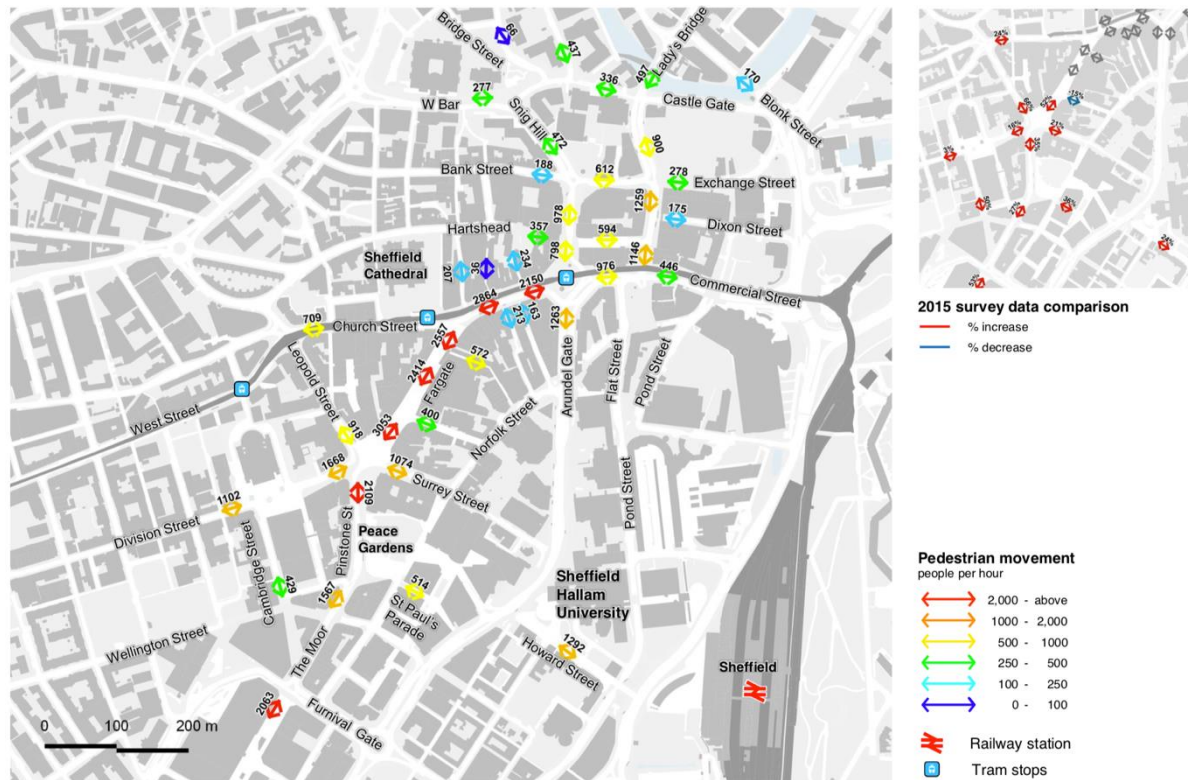 Bridge Street
66
437
Lady's Bridge
497
336
170
277
W Bar
Snig Hill
Castle Gate
Blonk Street
472
900
Bank Street
188
612
278
Exchange Street
1259
978
175
Dixon Street
Hartshead
357
594
798
1146
Sheffield
Cathedral
207
36
234
976
446
Commercial Street
2150
2864
163
213
1263
709
Church Street
2557
572
Leopold Street
2414
Fargate
Arundel Gate
Flat Street
Pond Street
West Street
918
3053
400
Norfolk Street
1668
1074
Surrey Street
2109
Pond Street
1102
Division Street
Pinstone St
Peace
Gardens
Cambridge Street
429
1567
514
St Paul's
Parade
Sheffield
Hallam
University
Wellington Street
The Moor
1292
Howard Street
Sheffield
2063
Furnival Gate
0 100 200 m
24%
-18%
21%
2015 survey data comparison
% increase
% decrease
Pedestrian movement
people per hour
2,000 - above
1000 - 2,000
500 - 1000
250 - 500
100 - 250
0 - 100
Railway station
Tram stops